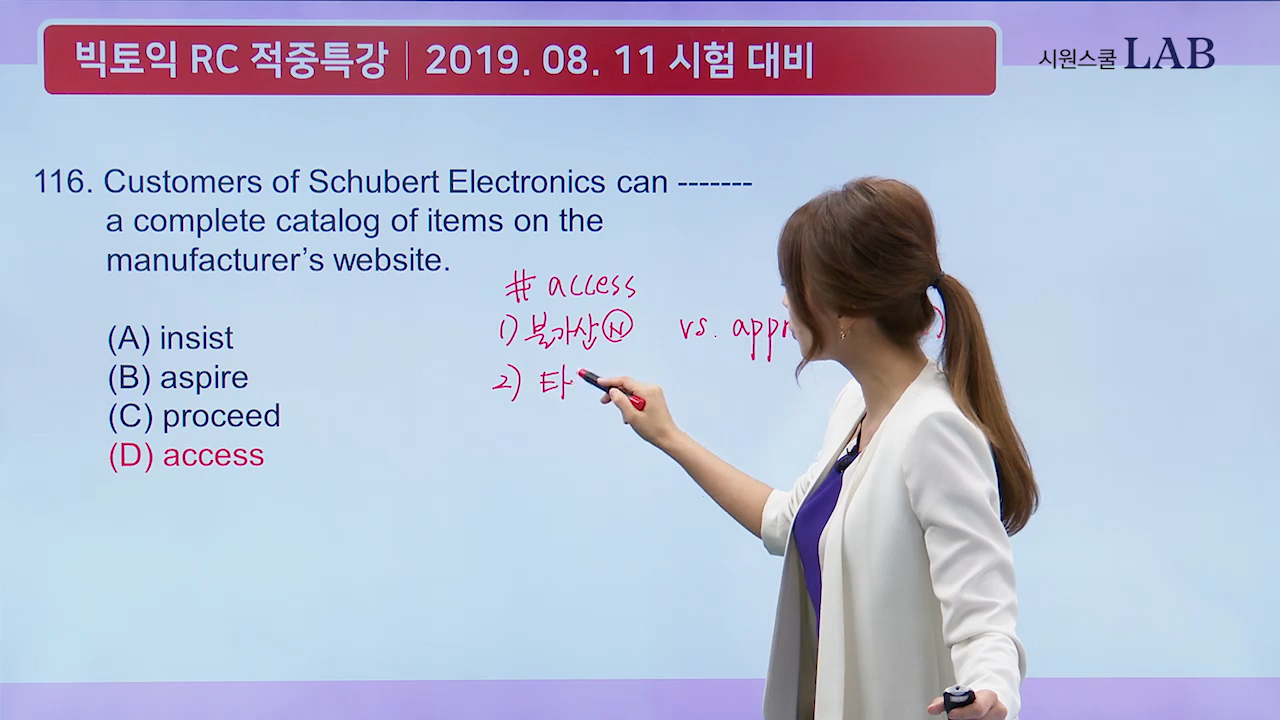 빅토익 RC 적중특강 | 2019. 08. 11 시험 대비
시원스쿨 LAB
116. Customers of Schubert Electronics can -------
a complete catalog of items on the
manufacturer's website.
(A) insist
(B) aspire
(C) proceed
(D) access
# access
1) 불가산 Ⓝ vs.
2) 타